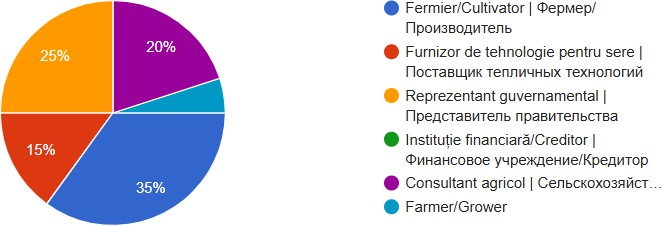 25%
20%
15%
35%
Fermier/Cultivator | Фермер/
Производитель
Furnizor de tehnologie pentru sere |
Поставщик тепличных технологий
Reprezentant guvernamental |
Представитель правительства
Instituție financiară/Creditor |
Финансовое учреждение/Кредитор
Consultant agricol | Сельскохозяйст…
Farmer/Grower